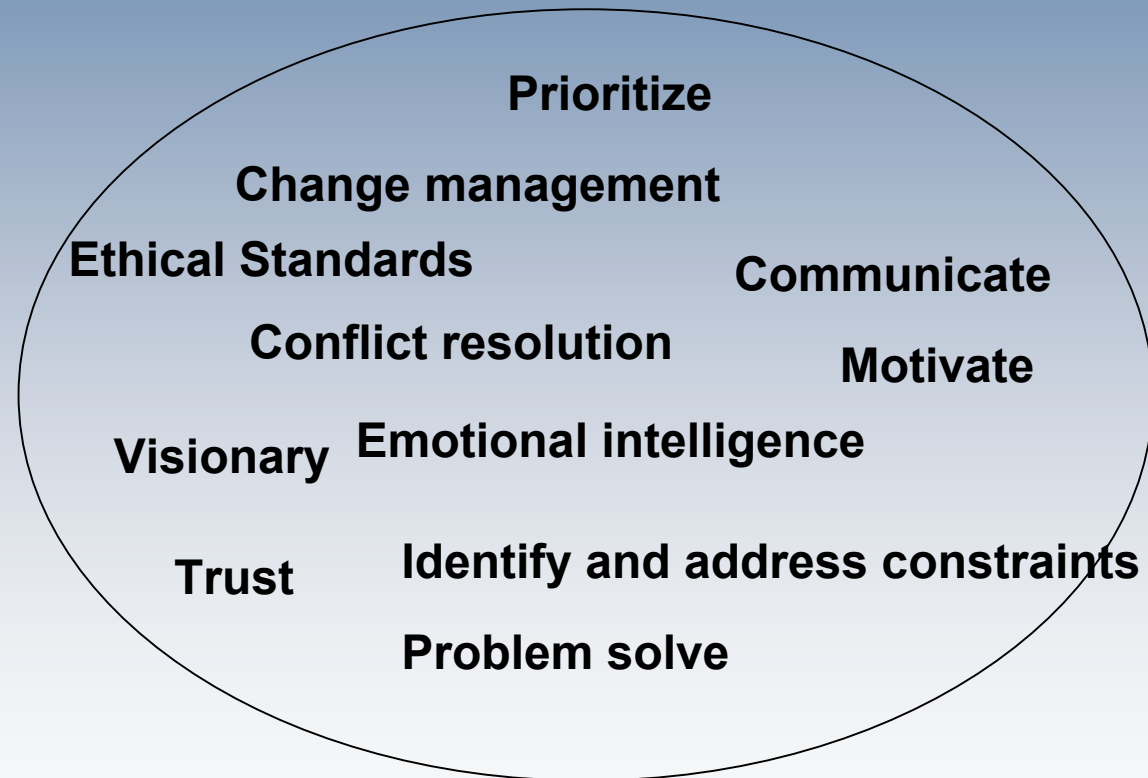 Prioritize
Change management
Ethical Standards
Communicate
Conflict resolution
Motivate
Visionary
Emotional intelligence
Trust
Identify and address constraints
Problem solve